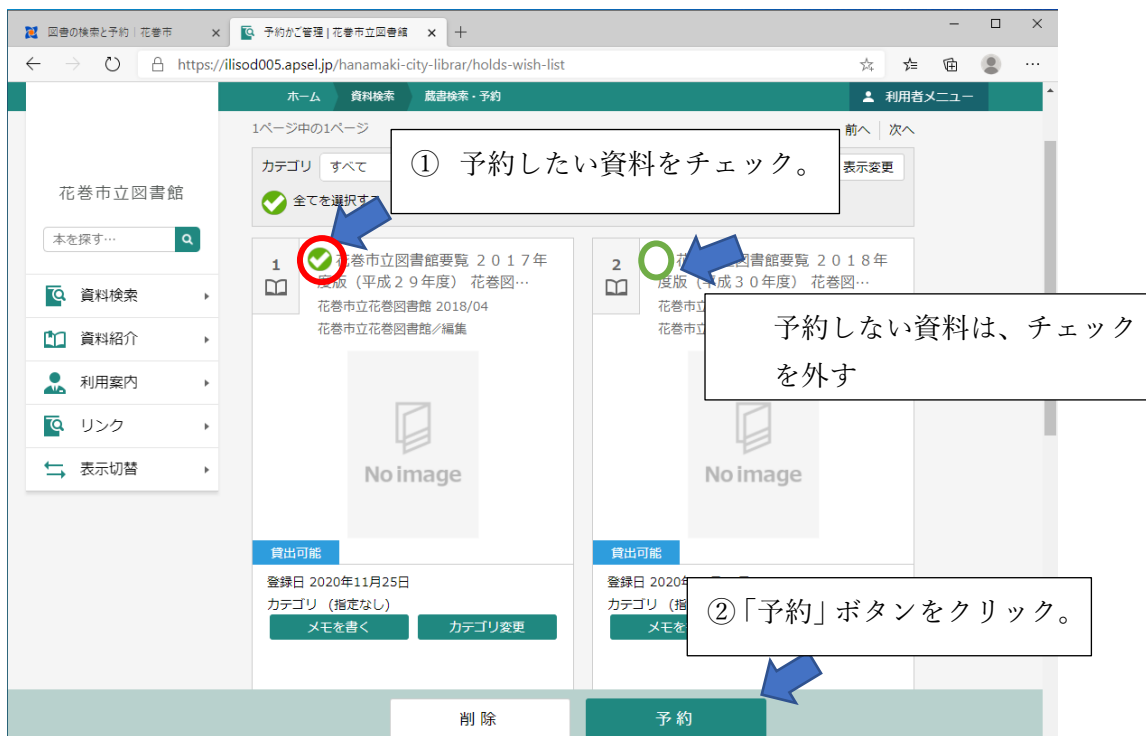 図書の検索と予約 | 花巻市
予約かご管理 | 花巻市立図書館
https://ilisod005.apsel.jp/hanamaki-city-librar/holds-wish-list
ホーム 資料検索 蔵書検索・予約 利用者メニュー
1ページ中の1ページ 前へ 次へ
カテゴリ すべて 表示変更
① 予約したい資料をチェック。
全てを選択す
花巻市立図書館
本を探す…
資料検索
資料紹介
利用案内
リンク
表示切替
1
花巻市立図書館要覧 2017年
度版(平成29年度) 花巻図…
花巻市立花巻図書館 2018/04
花巻市立花巻図書館/編集
No image
貸出可能
登録日 2020年11月25日
カテゴリ (指定なし)
メモを書く カテゴリ変更
2
図書館要覧 2018年
度版(平成30年度) 花巻図…
花巻市立
花巻市立
予約しない資料は、チェック
を外す
No image
貸出可能
登録日 2020年
カテゴリ (指
メモを
②「予約」ボタンをクリック。
削除 予約